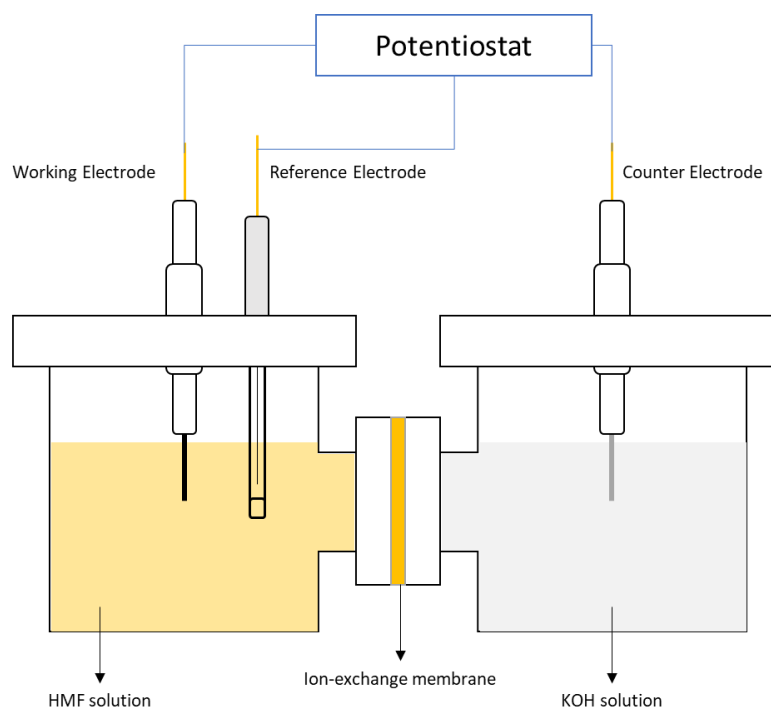 Potentiostat
Working Electrode
Reference Electrode
Counter Electrode
Ion-exchange membrane
HMF solution
KOH solution